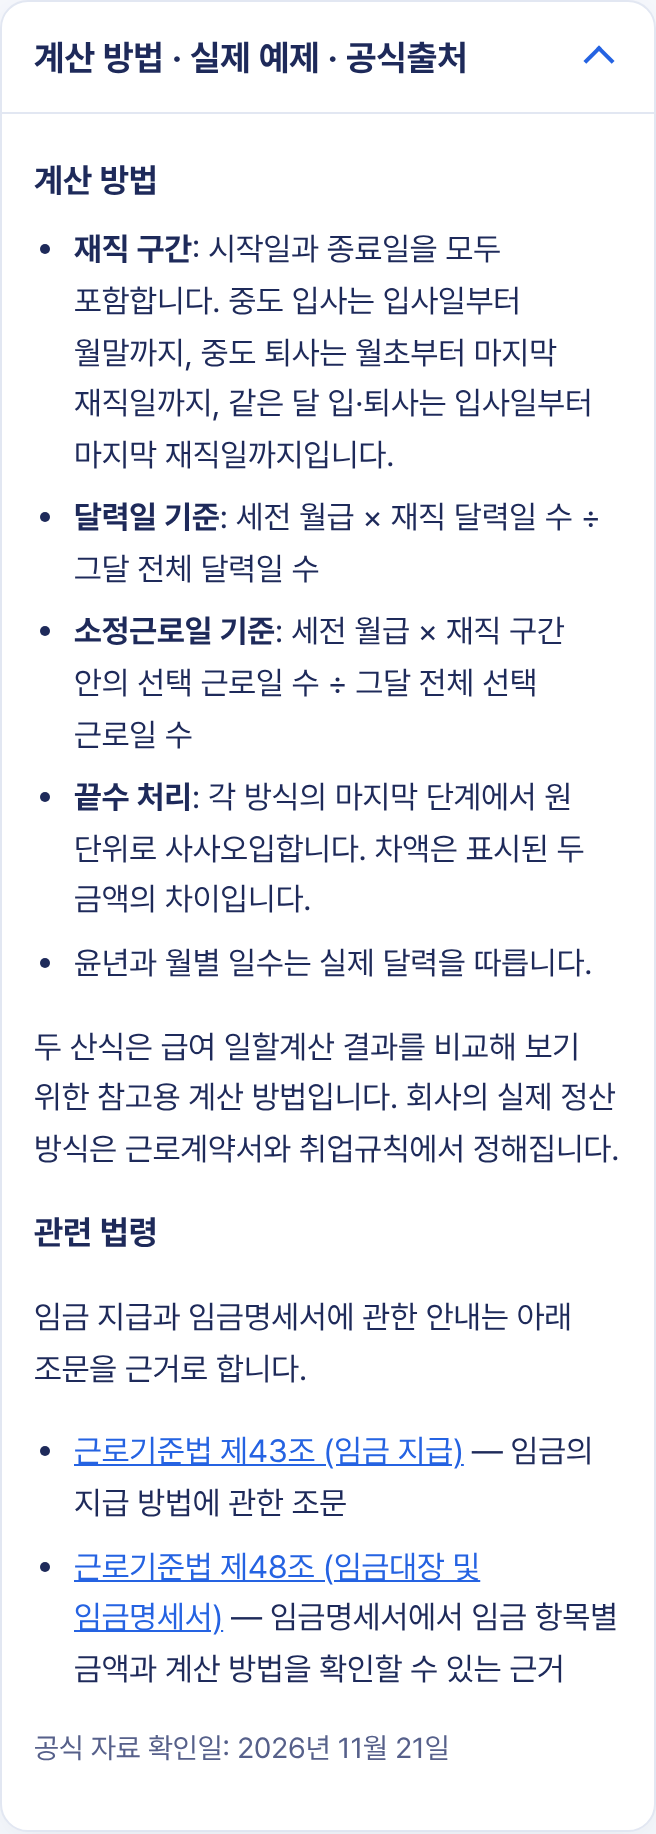 계산 방법 · 실제 예제 · 공식출처
계산 방법
• 재직 구간: 시작일과 종료일을 모두
포함합니다. 중도 입사는 입사일부터
월말까지, 중도 퇴사는 월초부터 마지막
재직일까지, 같은 달 입·퇴사는 입사일부터
마지막 재직일까지입니다.
• 달력일 기준: 세전 월급 × 재직 달력일 수 ÷
그달 전체 달력일 수
• 소정근로일 기준: 세전 월급 × 재직 구간
안의 선택 근로일 수 ÷ 그달 전체 선택
근로일 수
• 끝수 처리: 각 방식의 마지막 단계에서 원
단위로 사사오입합니다. 차액은 표시된 두
금액의 차이입니다.
• 윤년과 월별 일수는 실제 달력을 따릅니다.
두 산식은 급여 일할계산 결과를 비교해 보기
위한 참고용 계산 방법입니다. 회사의 실제 정산
방식은 근로계약서와 취업규칙에서 정해집니다.
관련 법령
임금 지급과 임금명세서에 관한 안내는 아래
조문을 근거로 합니다.
• 근로기준법 제43조 (임금 지급) — 임금의
지급 방법에 관한 조문
• 근로기준법 제48조 (임금대장 및
임금명세서) — 임금명세서에서 임금 항목별
금액과 계산 방법을 확인할 수 있는 근거
공식 자료 확인일: 2026년 11월 21일